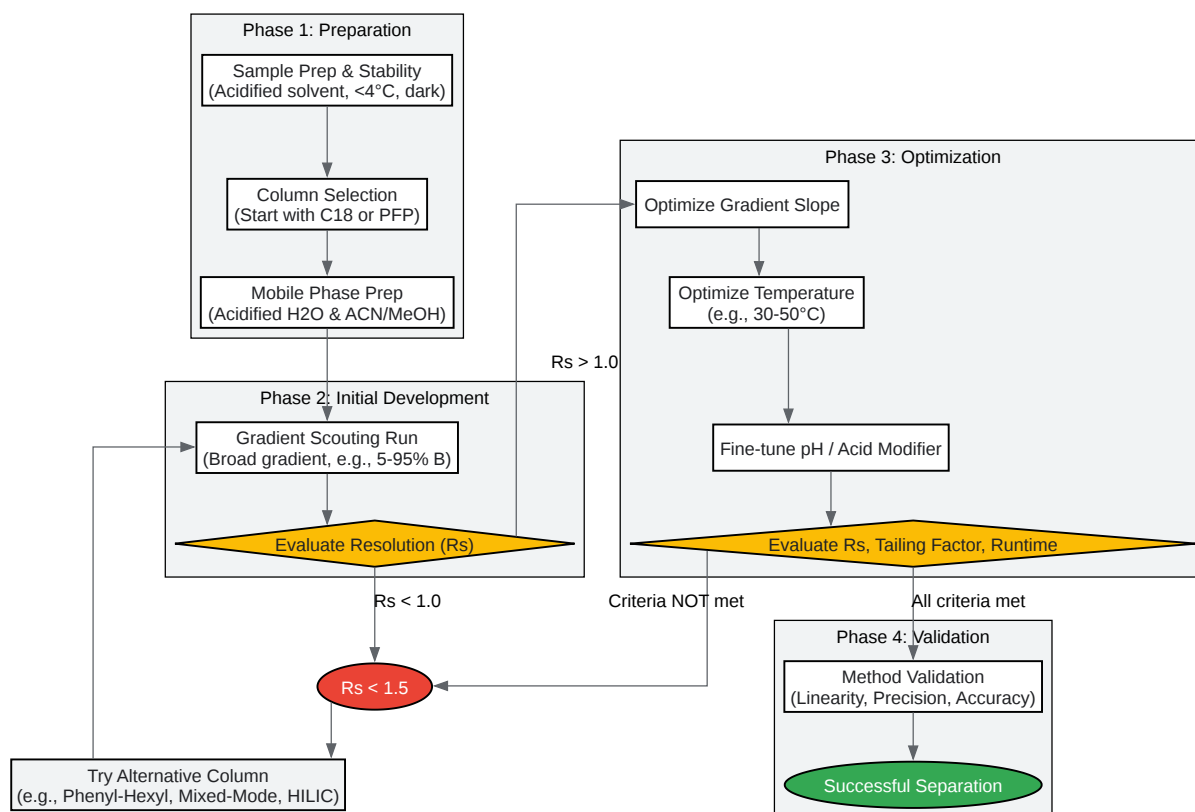 Phase 1: Preparation
Sample Prep & Stability
(Acidified solvent, <4°C, dark)
Column Selection
(Start with C18 or PFP)
Mobile Phase Prep
(Acidified H2O & ACN/MeOH)
Phase 2: Initial Development
Gradient Scouting Run
(Broad gradient, e.g., 5-95% B)
Evaluate Resolution (Rs)
Rs > 1.0
Rs < 1.0
Phase 3: Optimization
Optimize Gradient Slope
Optimize Temperature
(e.g., 30-50°C)
Fine-tune pH / Acid Modifier
Evaluate Rs, Tailing Factor, Runtime
Criteria NOT met
All criteria met
Rs < 1.5
Try Alternative Column
(e.g., Phenyl-Hexyl, Mixed-Mode, HILIC)
Phase 4: Validation
Method Validation
(Linearity, Precision, Accuracy)
Successful Separation